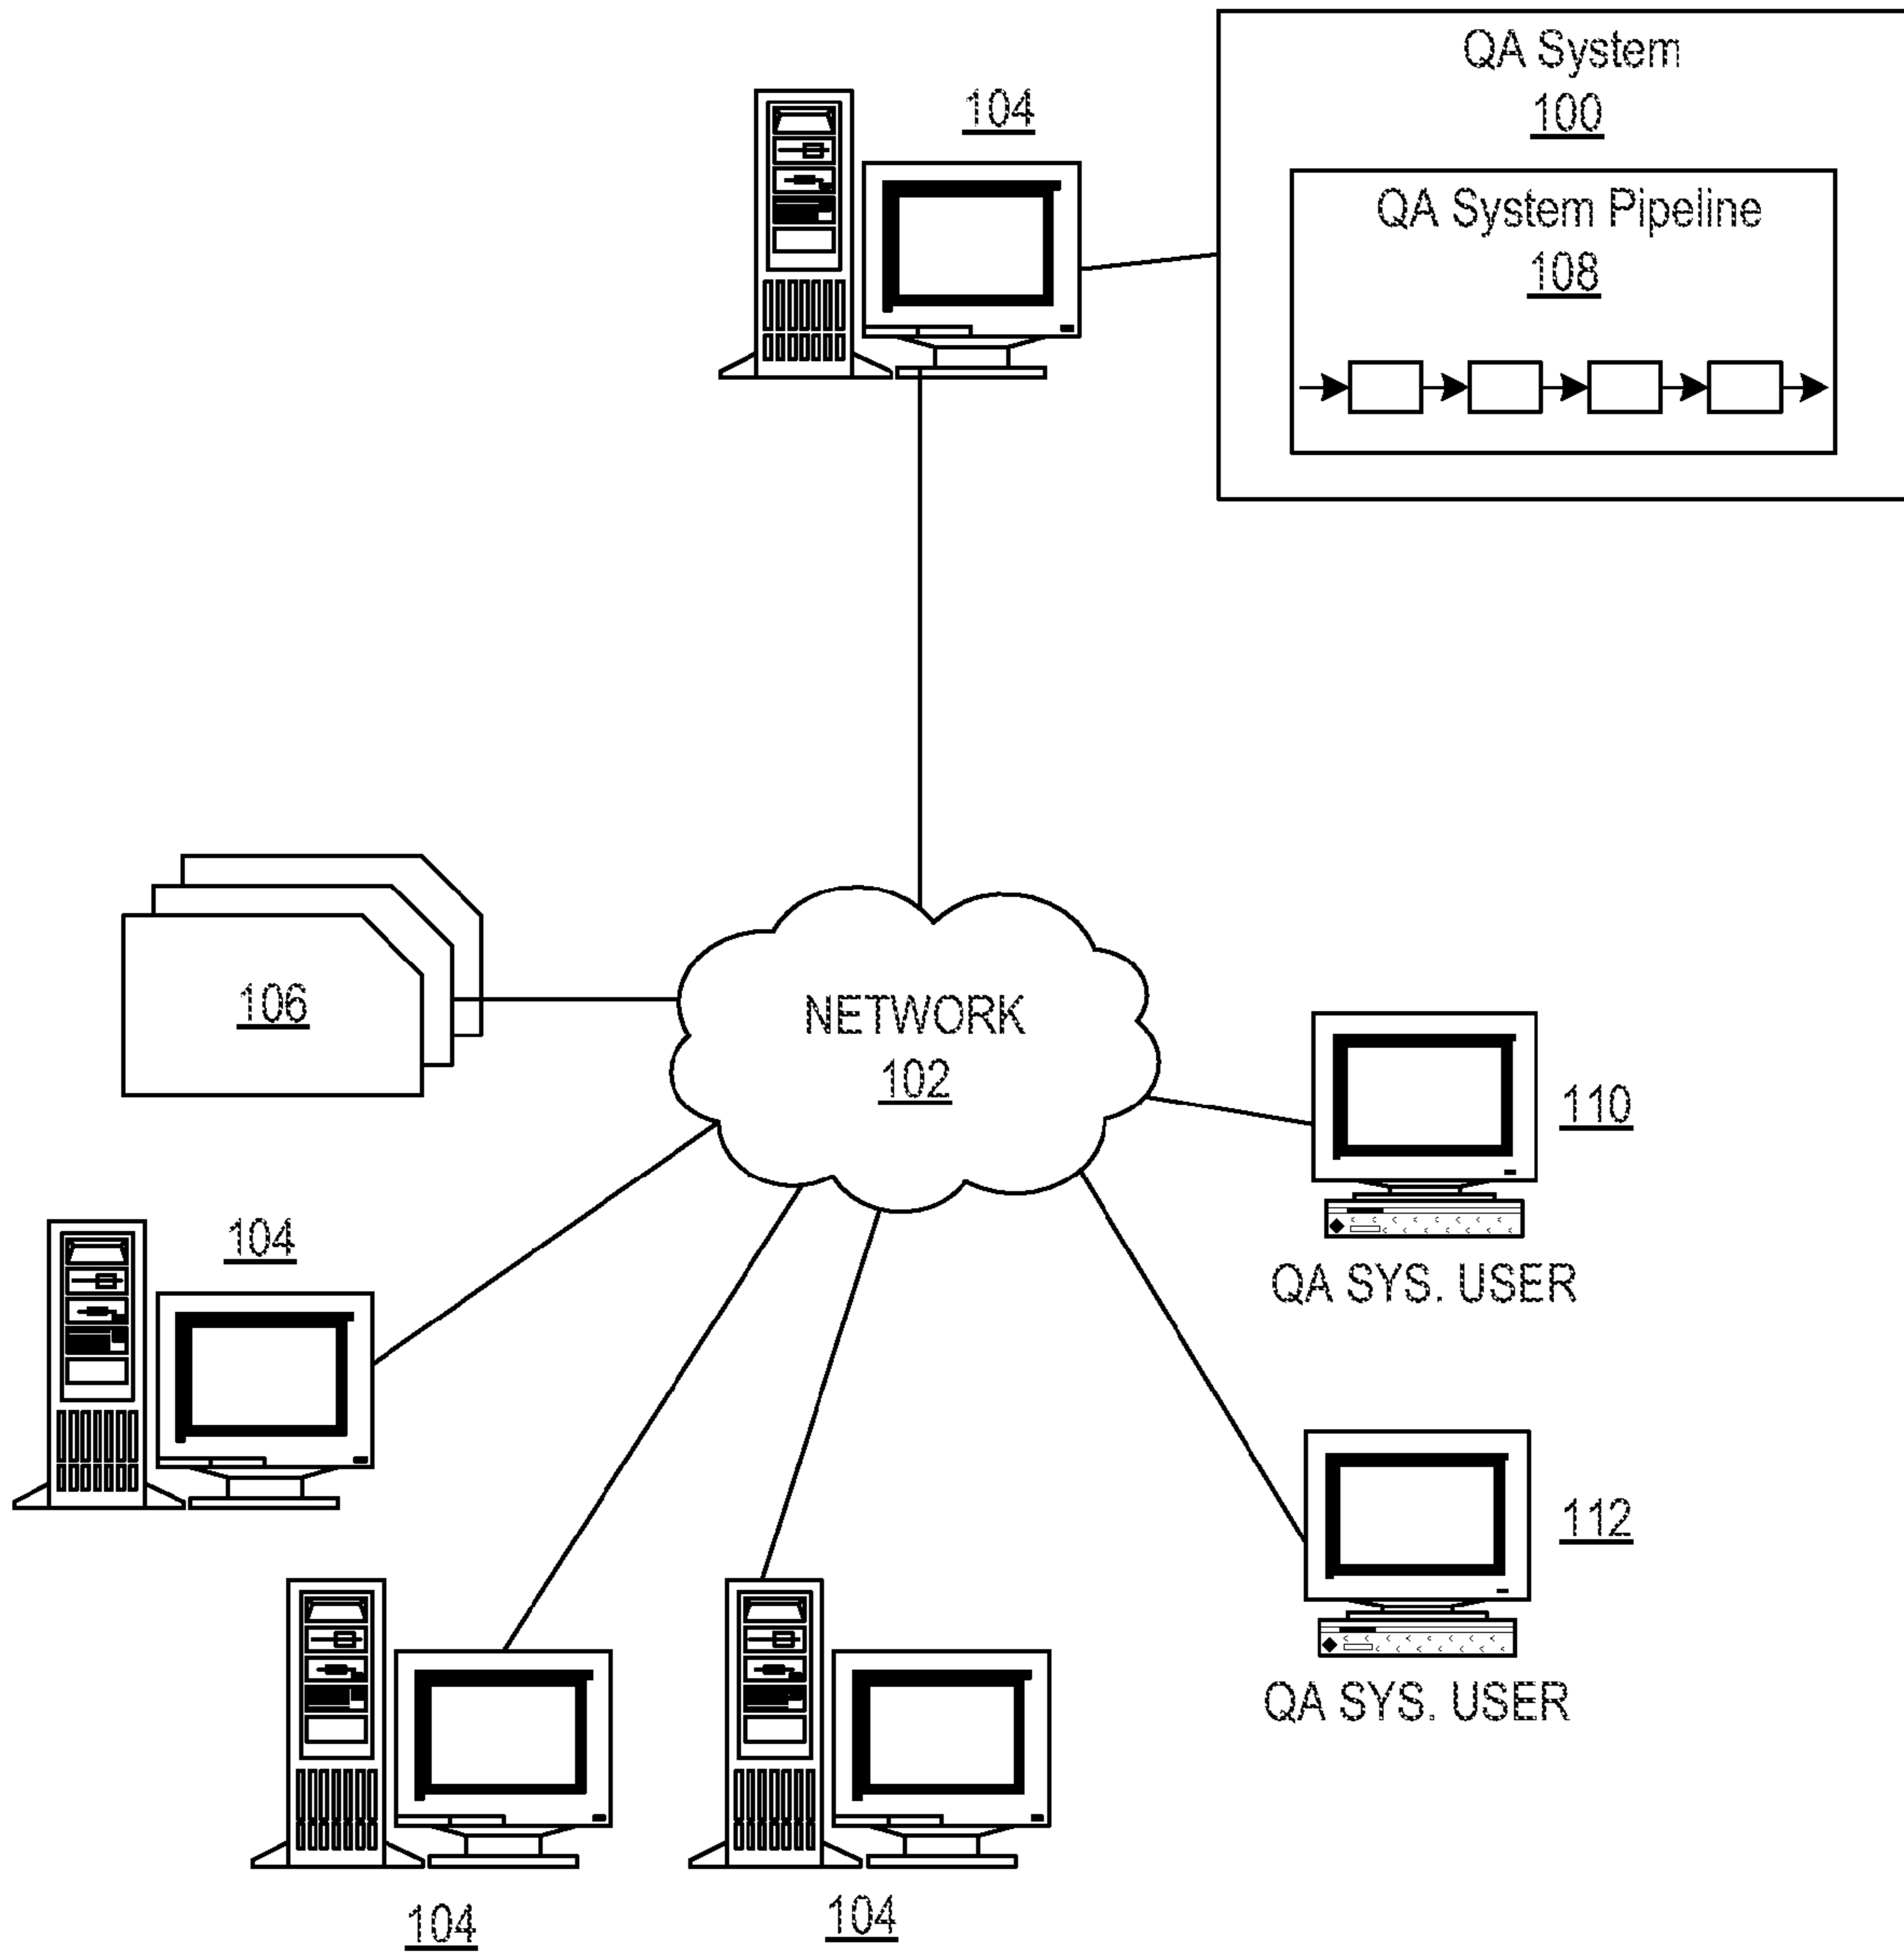 QA System
100
104
QA System Pipeline
108
106
NETWORK
102
110
QA SYS. USER
104
112
QA SYS. USER
104
104